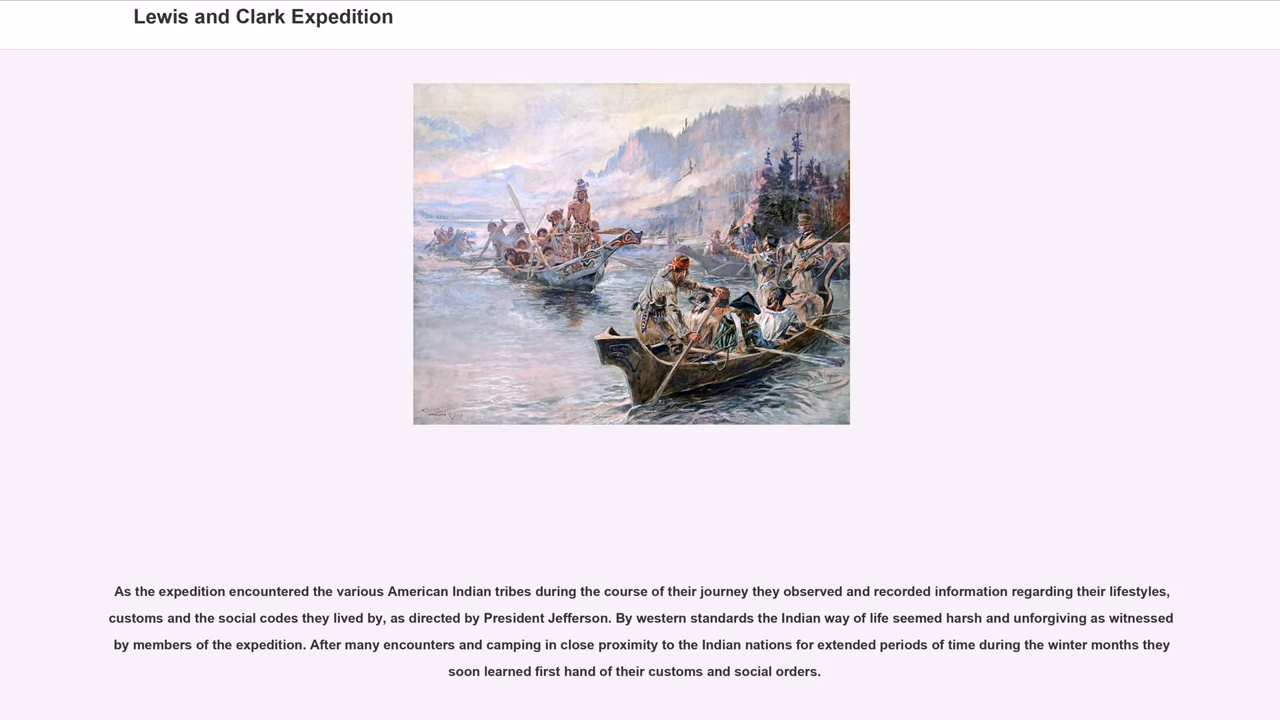 Lewis and Clark Expedition
As the expedition encountered the various American Indian tribes during the course of their journey they observed and recorded information regarding their lifestyles,
customs and the social codes they lived by, as directed by President Jefferson. By western standards the Indian way of life seemed harsh and unforgiving as witnessed
by members of the expedition. After many encounters and camping in close proximity to the Indian nations for extended periods of time during the winter months they
soon learned first hand of their customs and social orders.